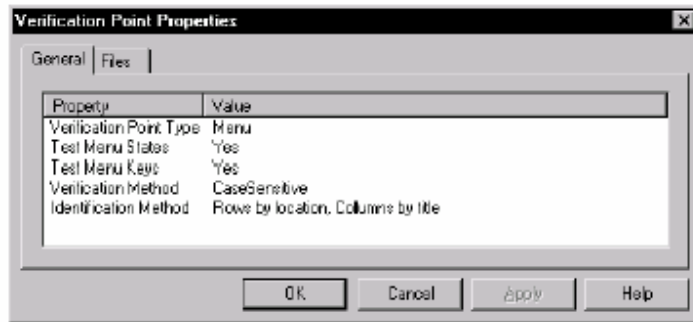 Verification Point Properties
General Files
Property Value
Verification Point Type Menu
Test Menu States Yes
Test Menu Keys Yes
Verification Method CaseSensitive
Identification Method Rows by location, Columns by title
OK Cancel Apply Help